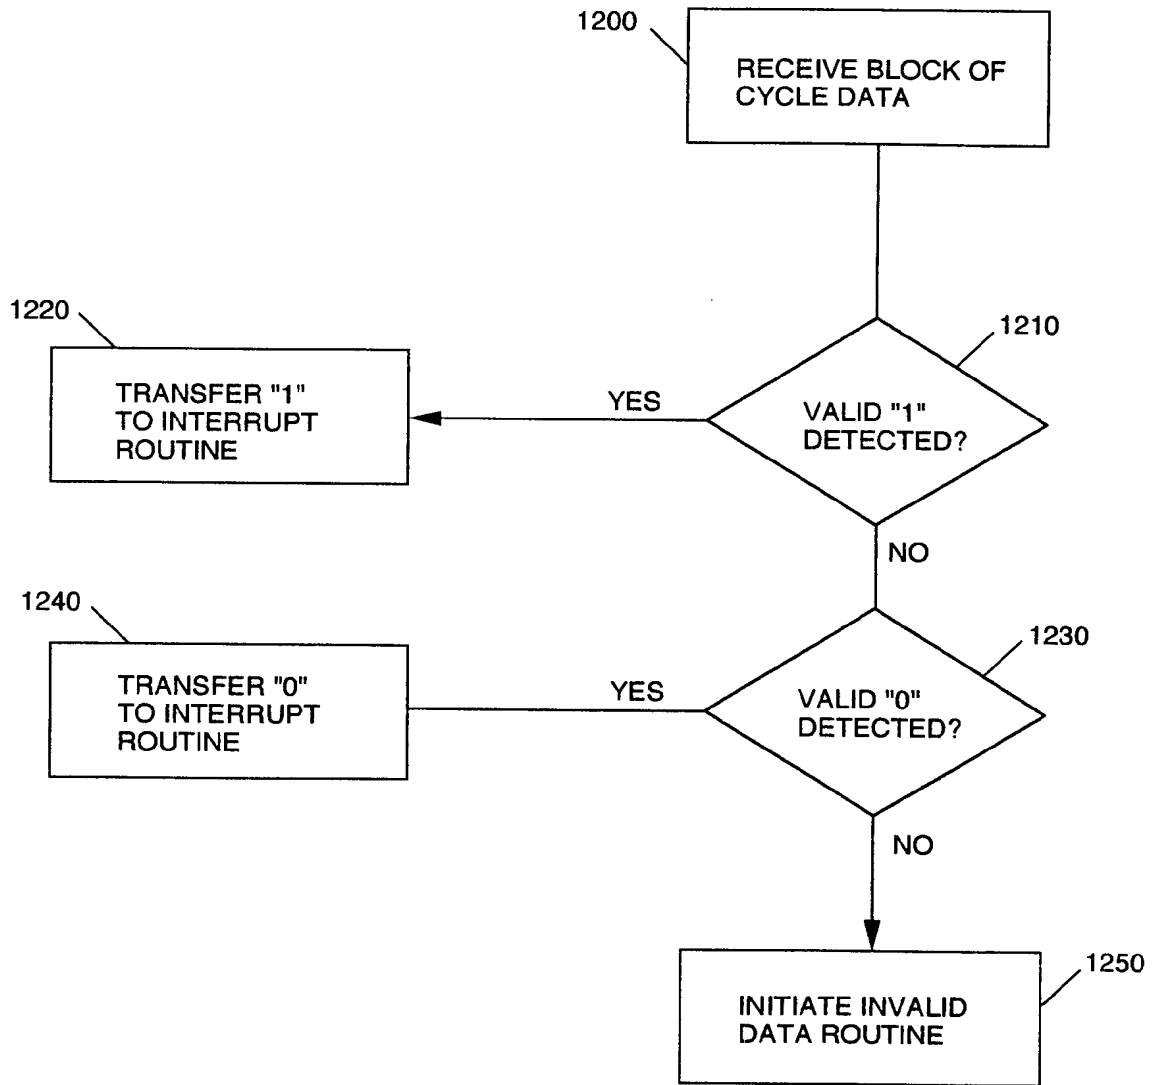 1200
RECEIVE BLOCK OF
CYCLE DATA
1220
1210
TRANSFER "1"
TO INTERRUPT
ROUTINE
YES
VALID "1"
DETECTED?
NO
1240
1230
TRANSFER "0"
TO INTERRUPT
ROUTINE
YES
VALID "0"
DETECTED?
NO
1250
INITIATE INVALID
DATA ROUTINE